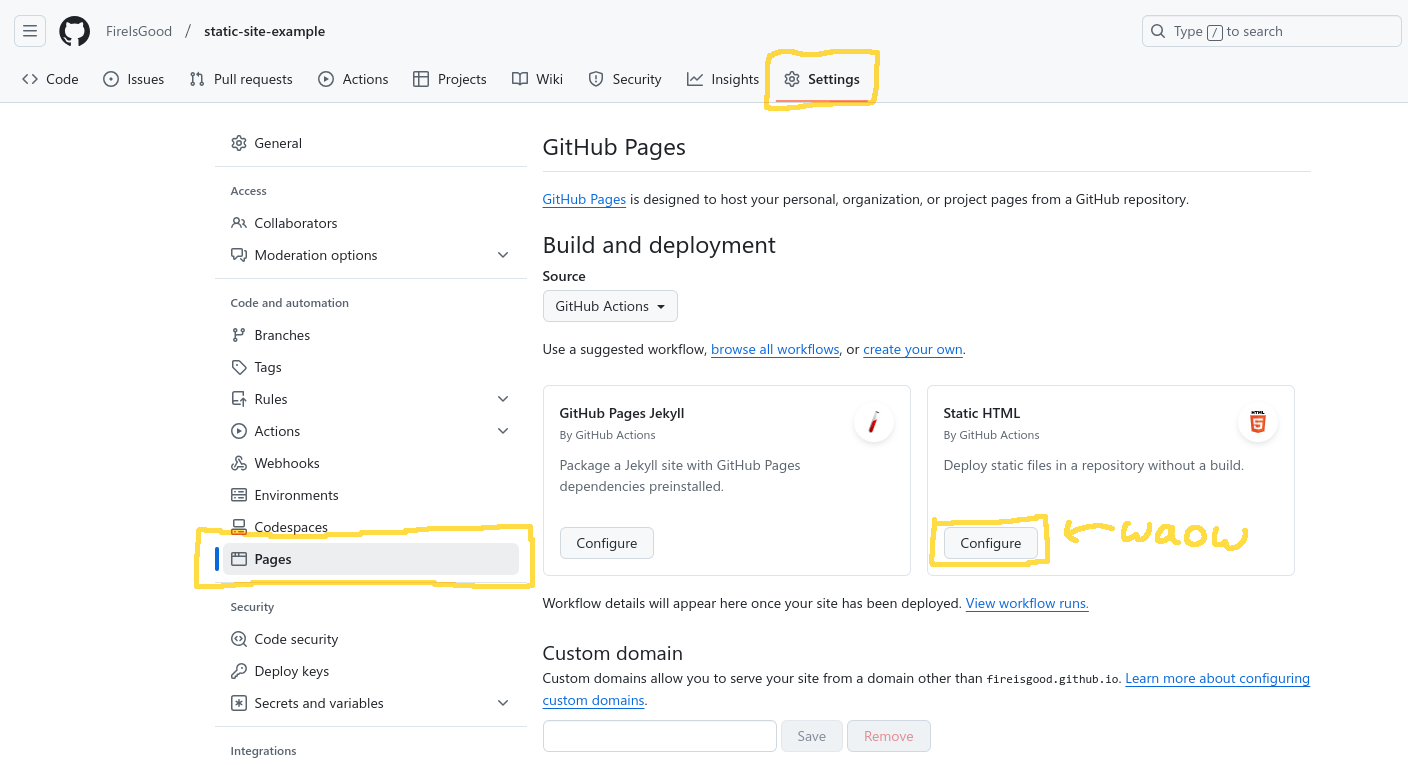 FireIsGood / static-site-example
Type / to search
Code Issues Pull requests Actions Projects Wiki Security Insights Settings
General
Access
Collaborators
Moderation options
Code and automation
Branches
Tags
Rules
Actions
Webhooks
Environments
Codespaces
Pages
Security
Code security
Deploy keys
Secrets and variables
Integrations
GitHub Pages
GitHub Pages is designed to host your personal, organization, or project pages from a GitHub repository.
Build and deployment
Source
GitHub Actions
Use a suggested workflow, browse all workflows, or create your own.
GitHub Pages Jekyll
By GitHub Actions
Package a Jekyll site with GitHub Pages
dependencies preinstalled.
Configure
Static HTML
HTML
5
By GitHub Actions
Deploy static files in a repository without a build.
Configure
waow
Workflow details will appear here once your site has been deployed. View workflow runs.
Custom domain
Custom domains allow you to serve your site from a domain other than fireisgood.github.io. Learn more about configuring
custom domains.
Save Remove